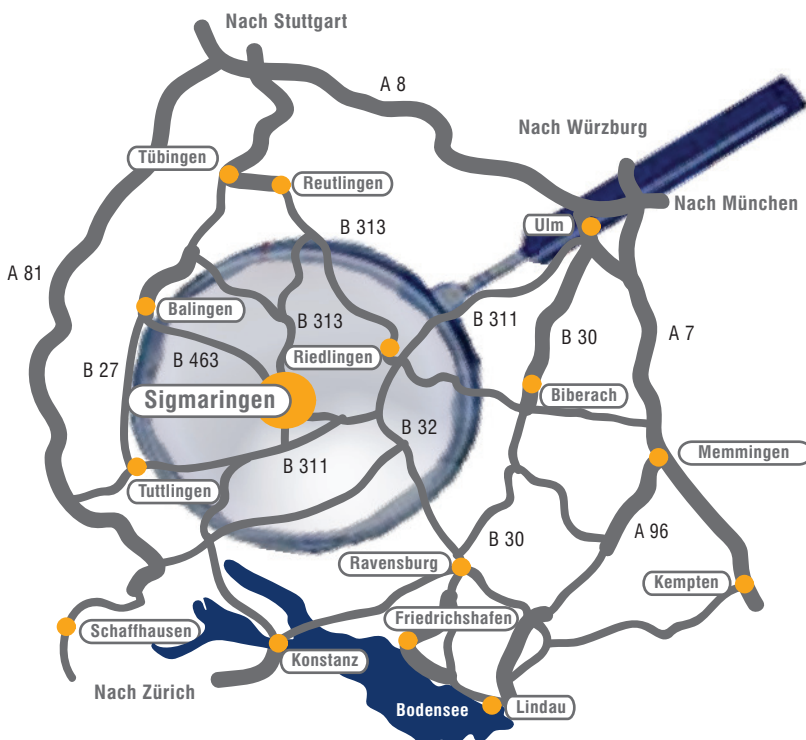 Nach Stuttgart
A 8
Nach Würzburg
Tübingen
Reutlingen
Nach München
Ulm
B 313
A 81
Balingen
B 313
B 311
B 30
A 7
B 27
B 463
Riedlingen
Sigmaringen
Biberach
B 32
Memmingen
B 311
Tuttlingen
B 30
A 96
Ravensburg
Kempten
Friedrichshafen
Schaffhausen
Konstanz
Nach Zürich
Bodensee
Lindau